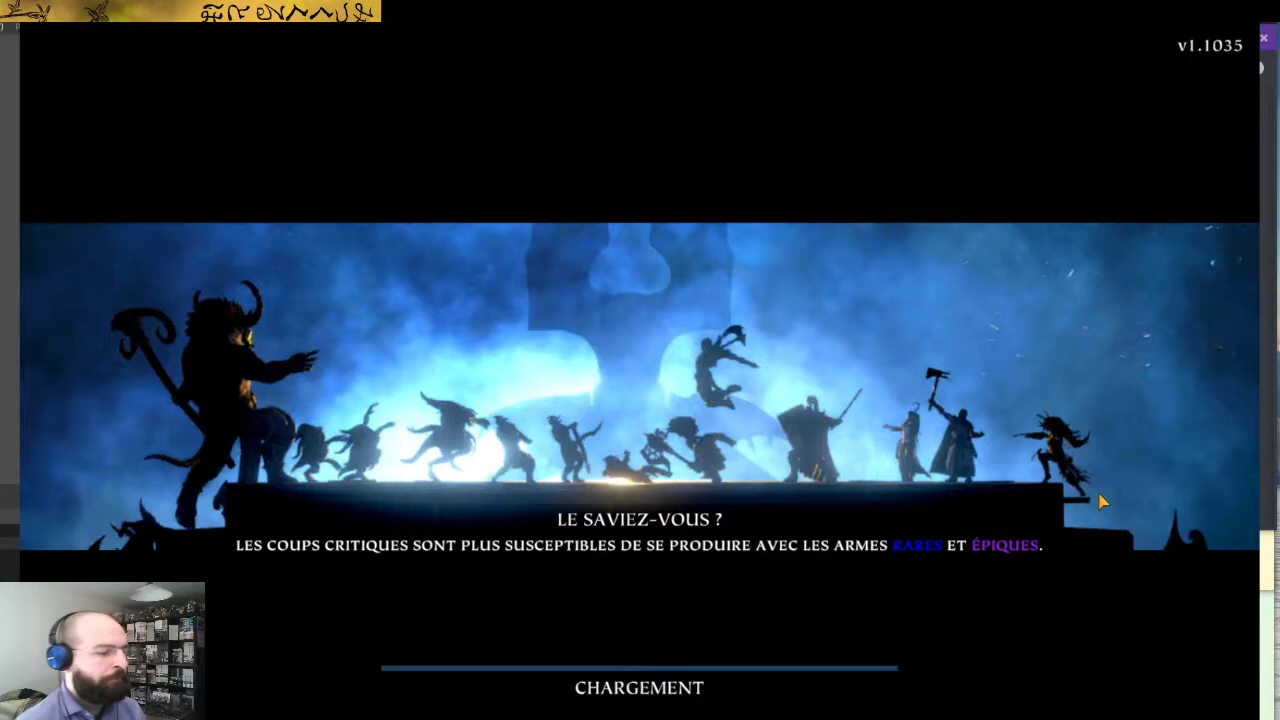 v1.1035
LE SAVIEZ-VOUS ?
LES COUPS CRITIQUES SONT PLUS SUSCEPTIBLES DE SE PRODUIRE AVEC LES ARMES RARES ET ÉPIQUES.
CHARGEMENT